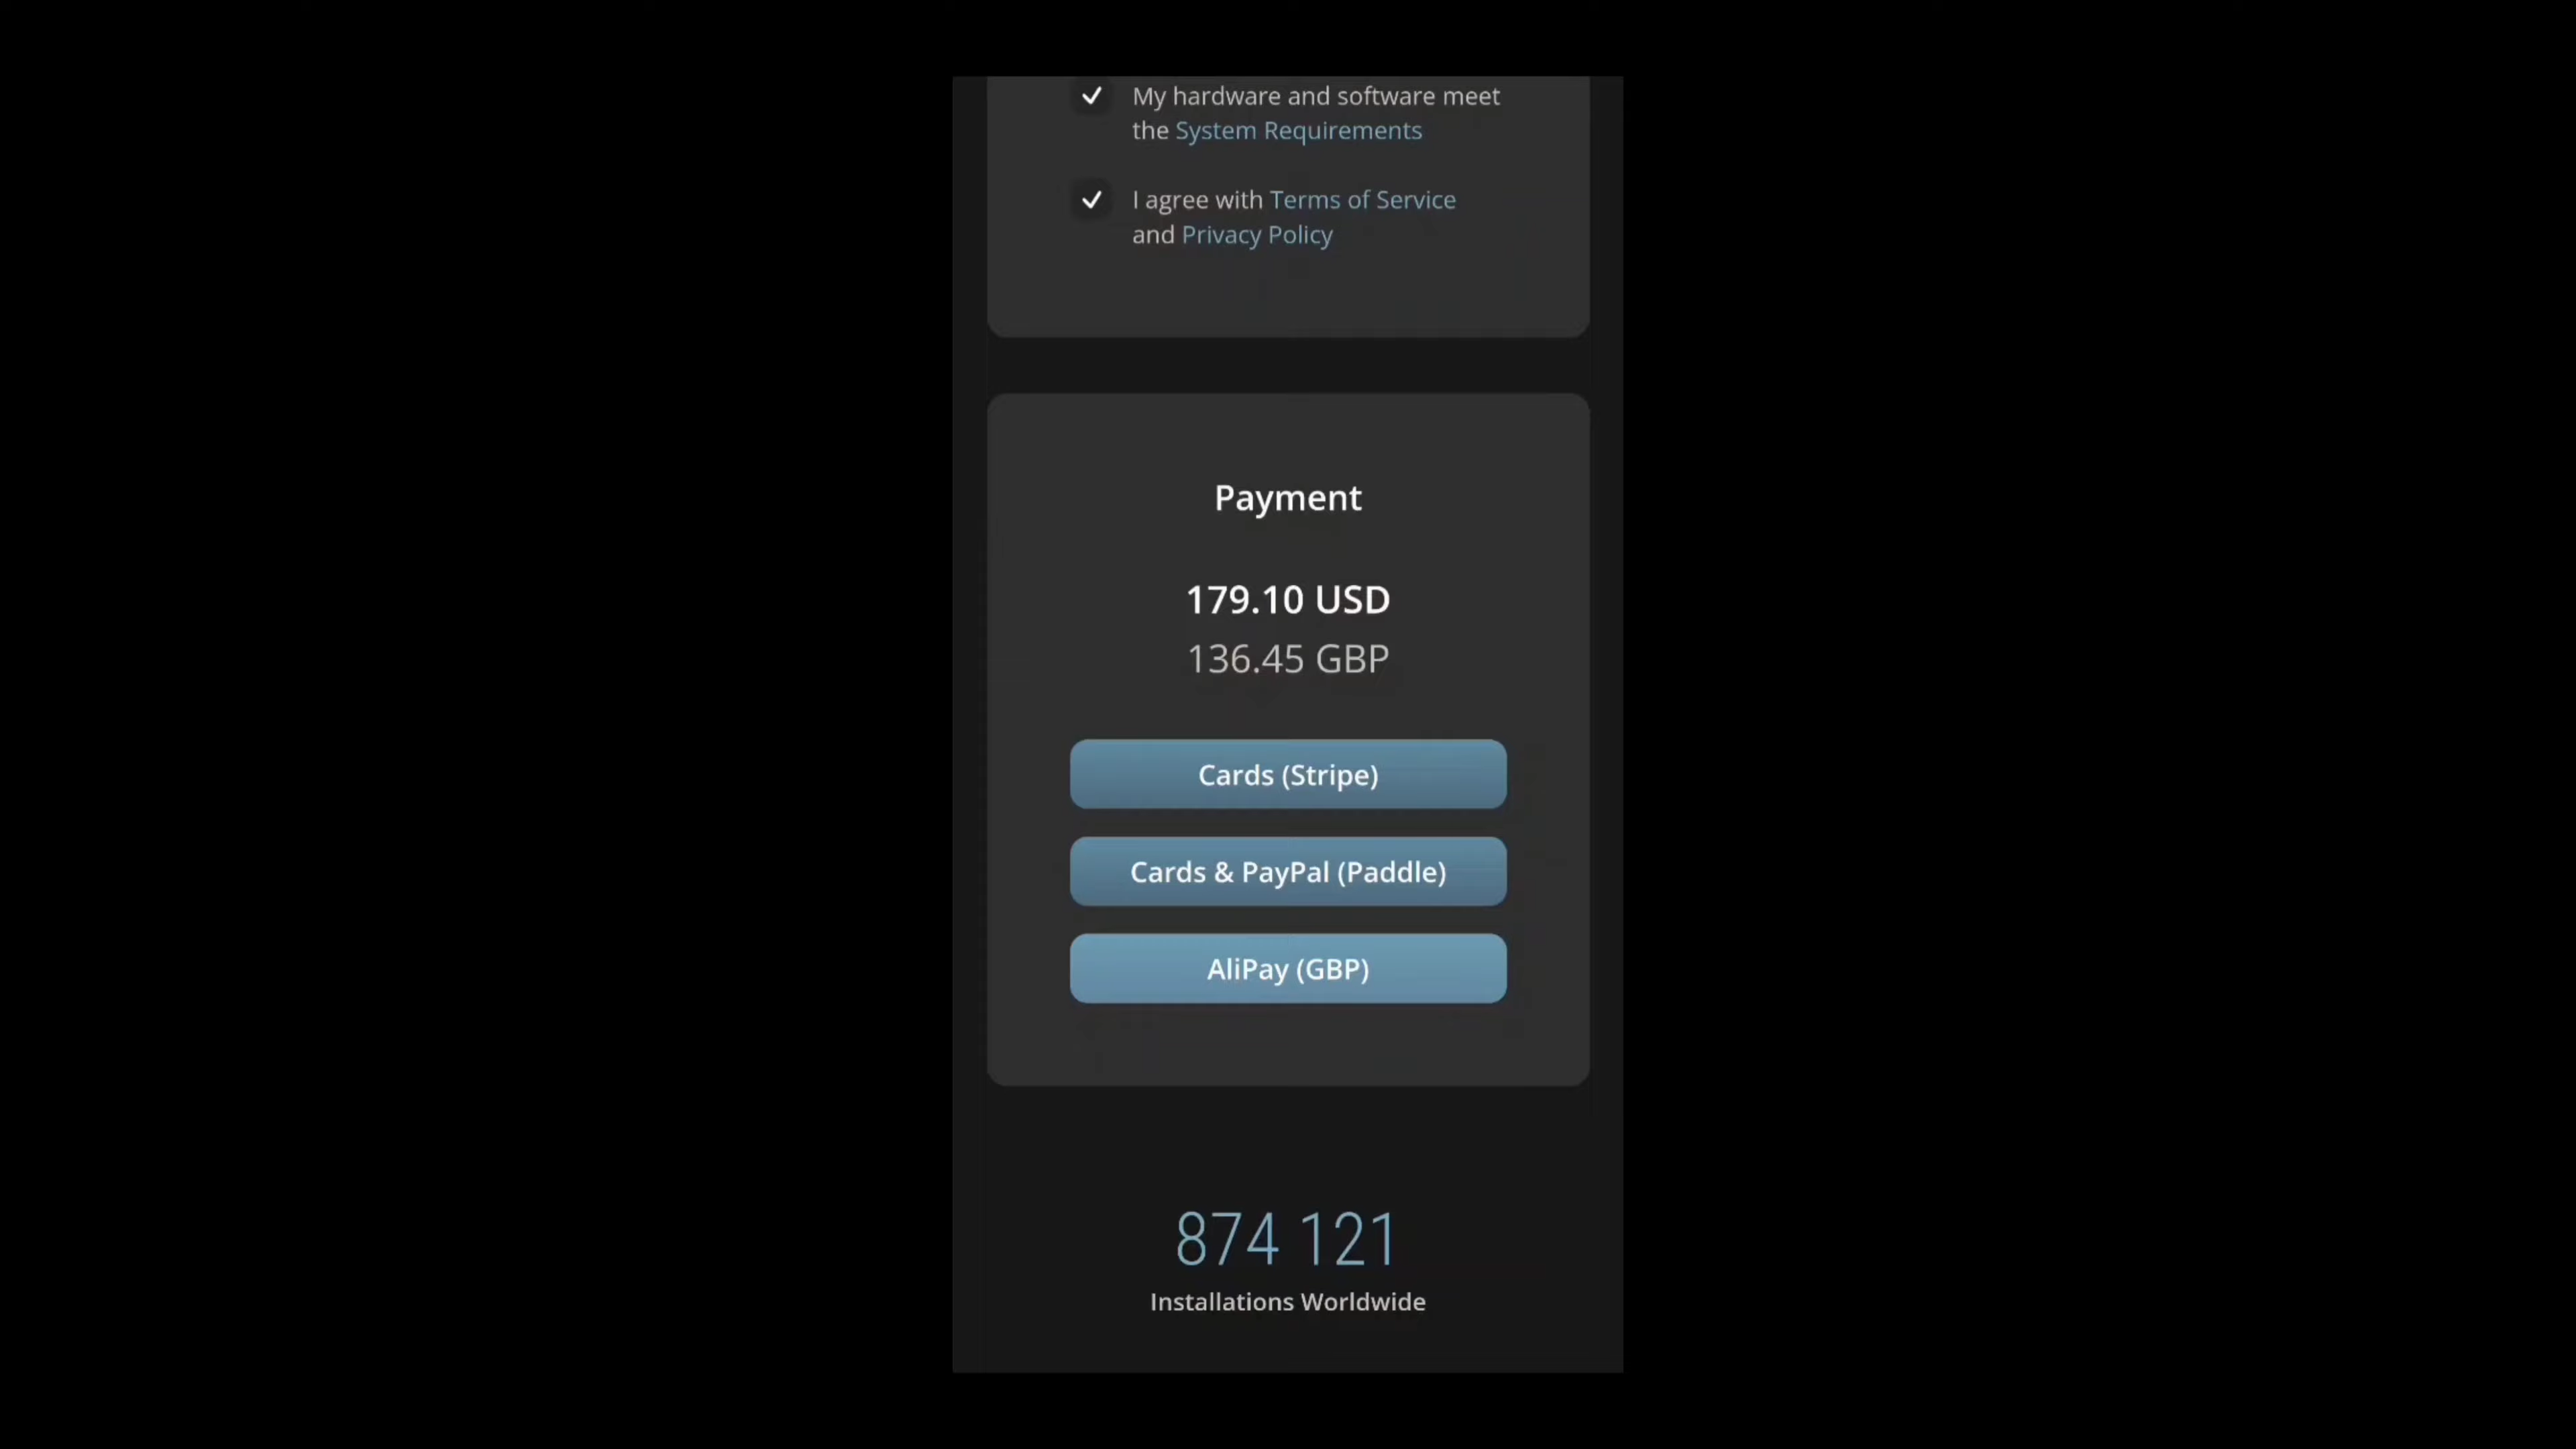 My hardware and software meet
the System Requirements
I agree with Terms of Service
and Privacy Policy
Payment
179.10 USD
136.45 GBP
Cards (Stripe)
Cards & PayPal (Paddle)
AliPay (GBP)
874 121
Installations Worldwide